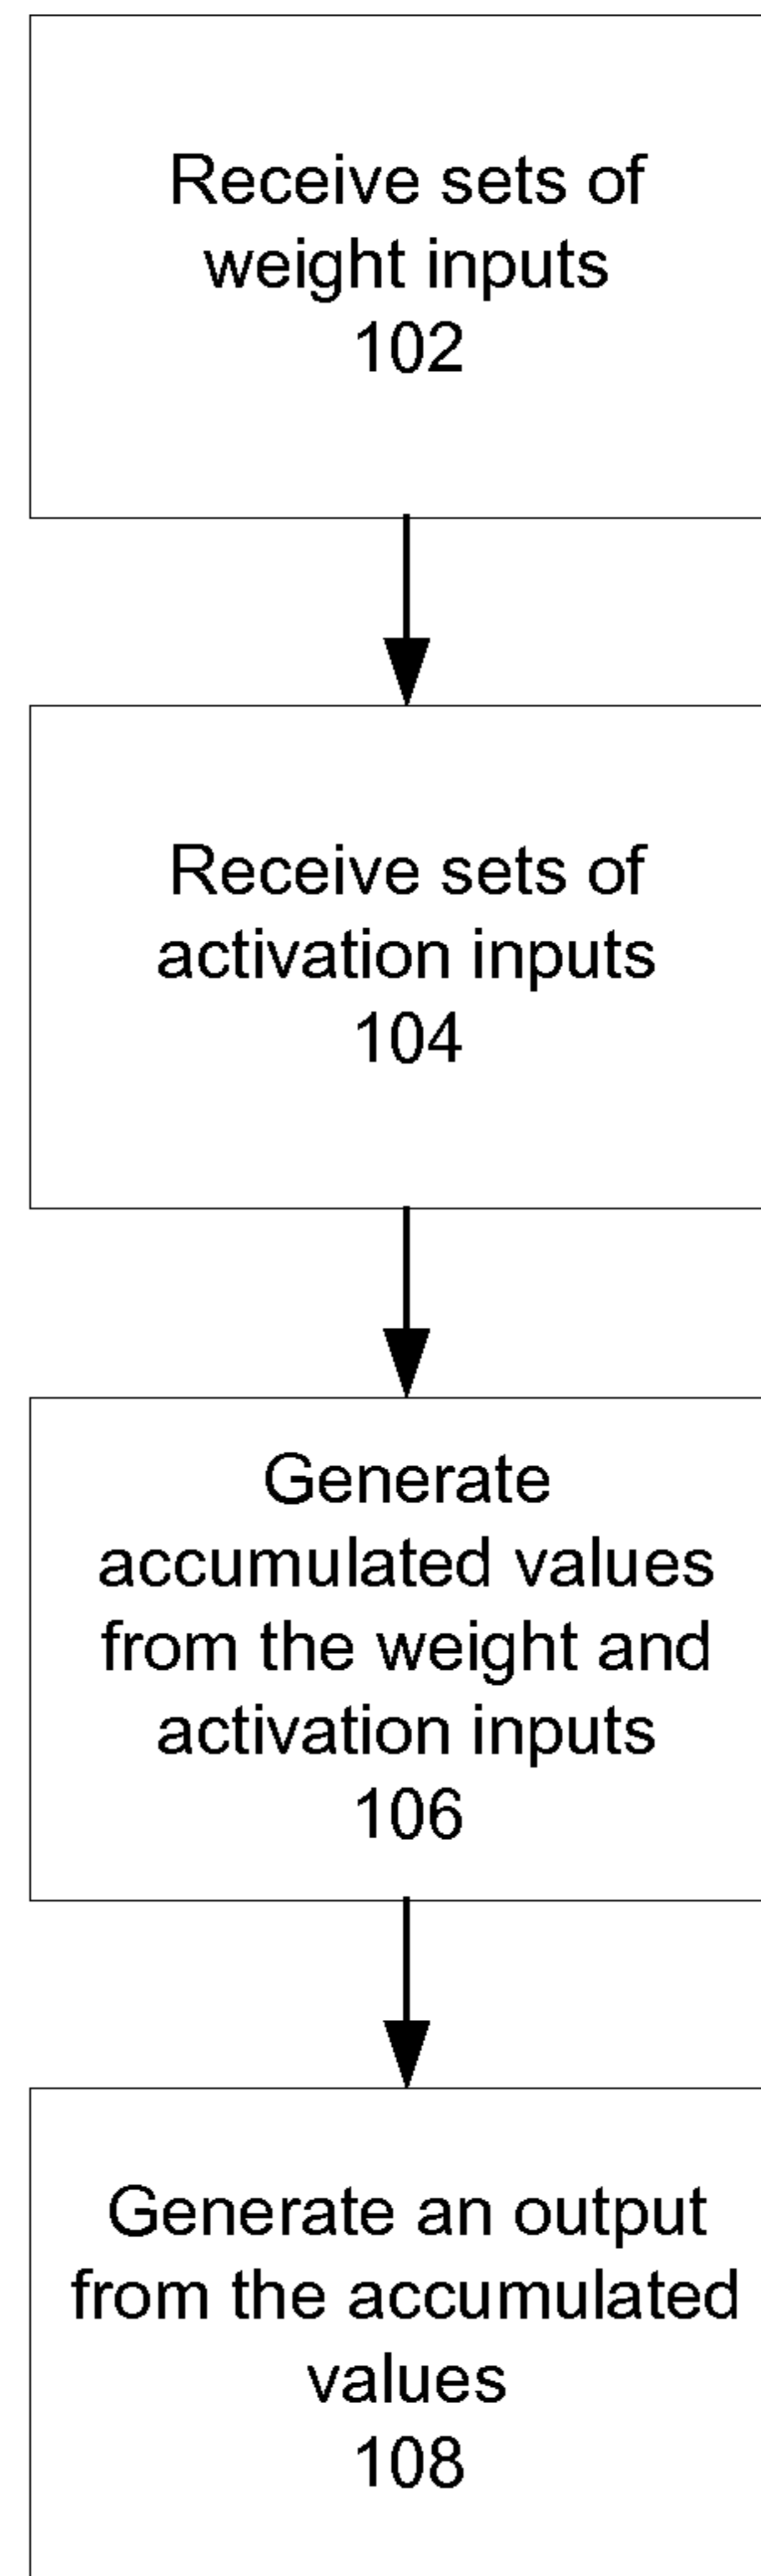 Receive sets of
weight inputs
102
Receive sets of
activation inputs
104
Generate
accumulated values
from the weight and
activation inputs
106
Generate an output
from the accumulated
values
108